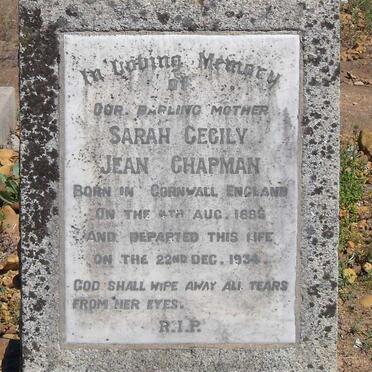 In Loving Memory
OF
OUR DARLING MOTHER
SARAH CECILY
JEAN CHAPMAN
BORN IN CORNWALL ENGLAND
ON THE 4TH AUG. 1886
AND DEPARTED THIS LIFE
ON THE 22ND DEC. 1934.
GOD SHALL WIPE AWAY ALL TEARS
FROM HER EYES.
R.I.P.